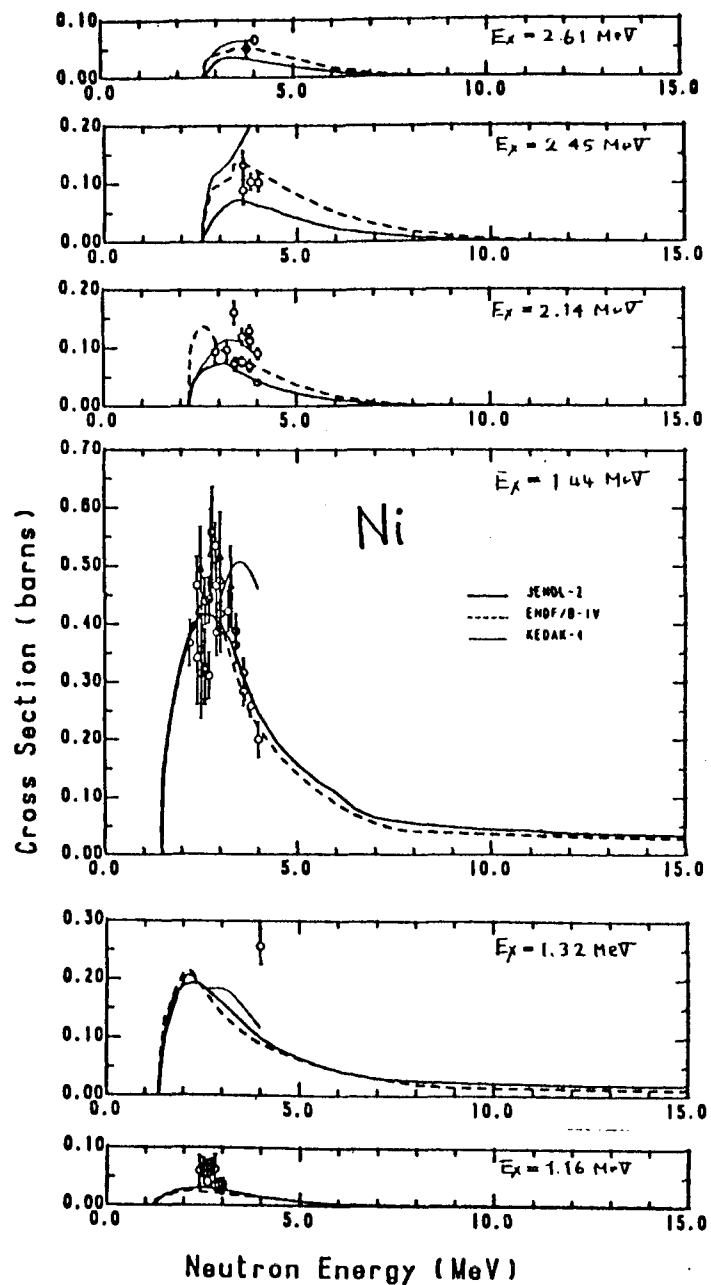 0.10
Ex = 2.61 MeV
0.00
0.0 5.0 10.0 15.0
0.20
Ex = 2.45 MeV
0.10
0.00
0.0 5.0 10.0 15.0
0.20
Ex = 2.14 MeV
0.10
0.00
0.0 5.0 10.0 15.0
0.70
Ex = 1.44 MeV
0.60
Ni
0.50
JENDL-2
ENDF/B-IV
KEDAK-4
0.40
0.30
0.20
0.10
0.00
0.0 5.0 10.0 15.0
Cross Section (barns)
0.30
Ex = 1.32 MeV
0.20
0.10
0.00
0.0 5.0 10.0 15.0
0.10
Ex = 1.16 MeV
0.00
0.0 5.0 10.0 15.0
Neutron Energy (MeV)